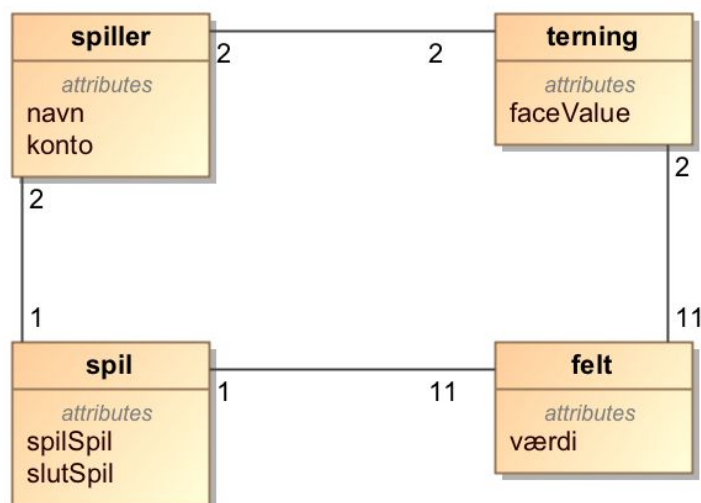 spiller
attributes
navn
konto
2
2
terning
attributes
faceValue
2
1
2
11
spil
attributes
spilSpil
slutSpil
1
11
felt
attributes
værdi